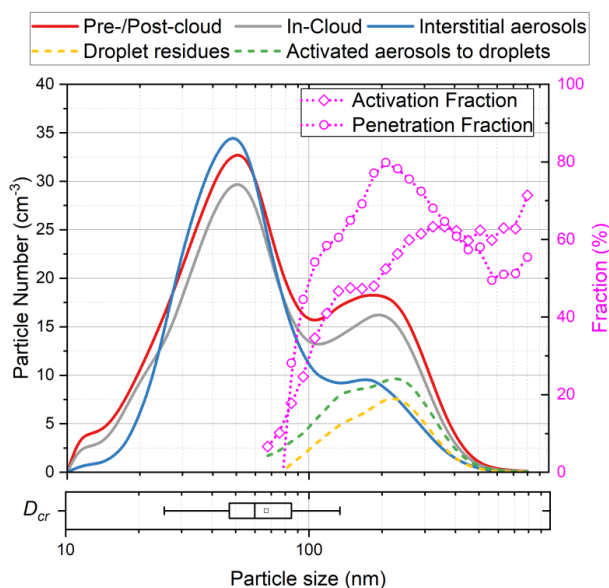 Pre-/Post-cloud In-Cloud Interstitial aerosols
Droplet residues Activated aerosols to droplets
Activation Fraction
Penetration Fraction
Particle Number (cm-3)
40
35
30
25
20
15
10
5
0
100
80
60
40
20
0
Fraction (%)
Dcr
10 100
Particle size (nm)